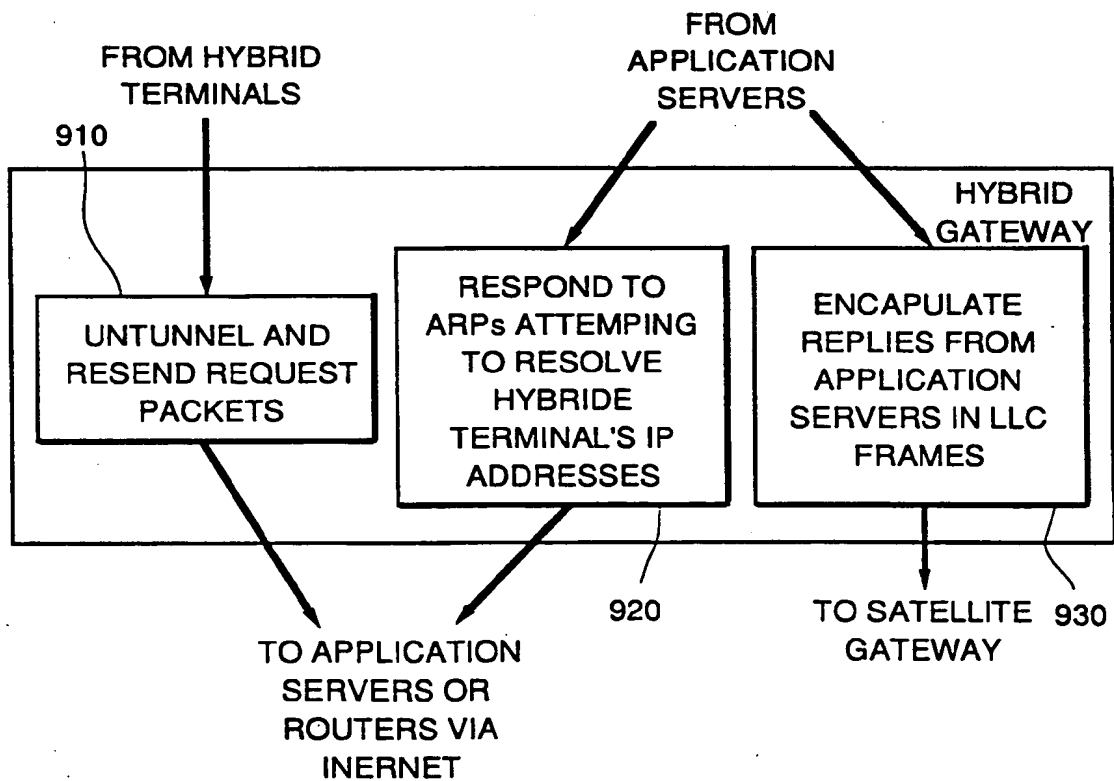 FROM HYBRID
TERMINALS
FROM
APPLICATION
SERVERS
910
HYBRID
GATEWAY
UNTUNNEL AND
RESEND REQUEST
PACKETS
RESPOND TO
ARPs ATTEMPING
TO RESOLVE
HYBRIDE
TERMINAL'S IP
ADDRESSES
ENCAPULATE
REPLIES FROM
APPLICATION
SERVERS IN LLC
FRAMES
920
930
TO APPLICATION
SERVERS OR
ROUTERS VIA
INERNET
TO SATELLITE
GATEWAY